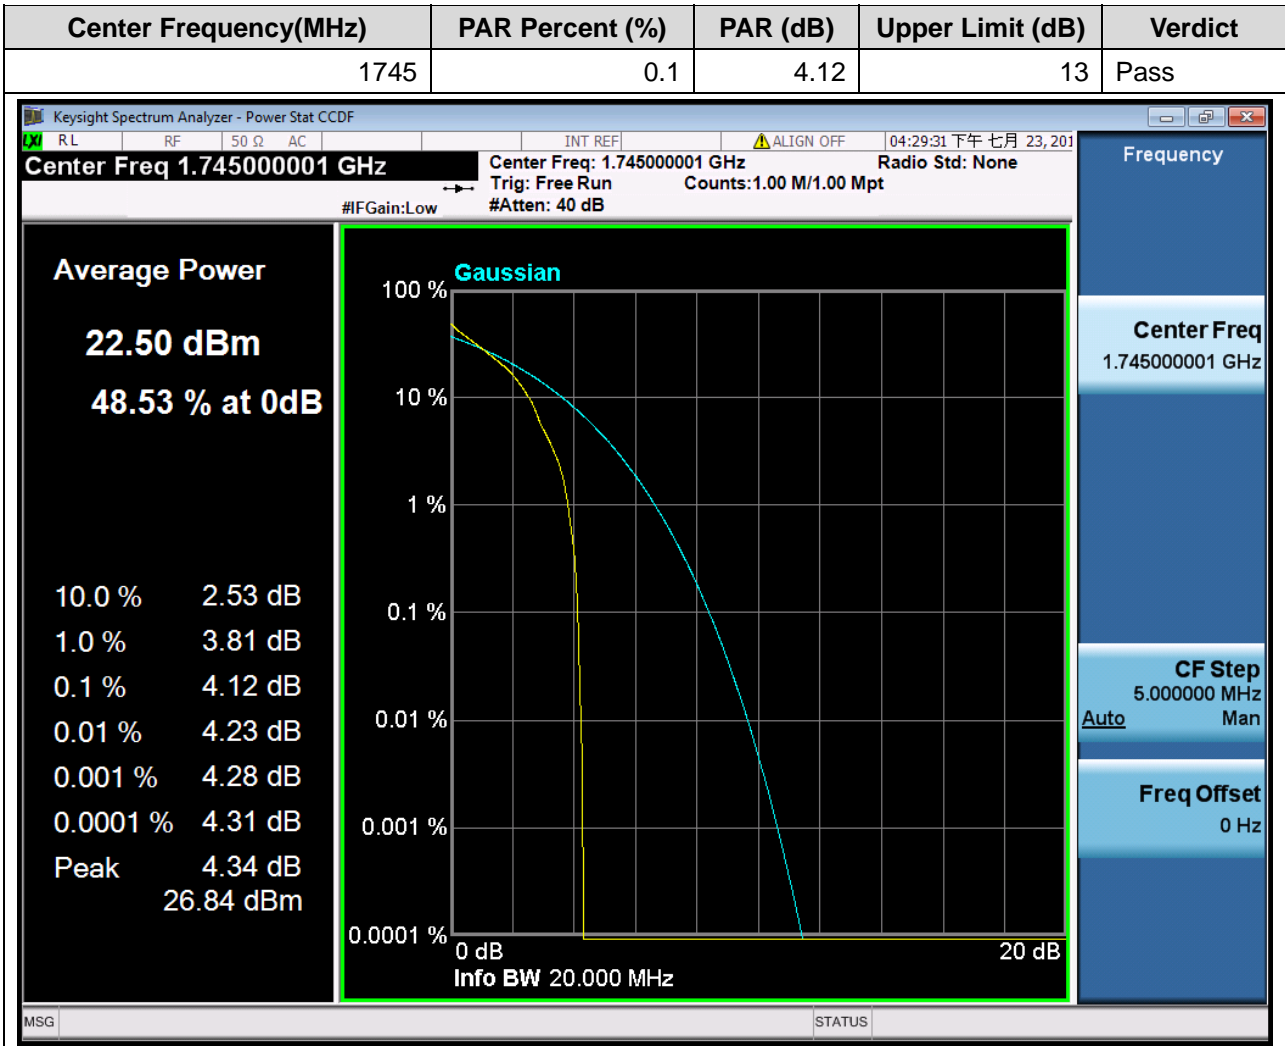 Center Frequency(MHz) PAR Percent (%) PAR (dB) Upper Limit (dB) Verdict
1745 0.1 4.12 13 Pass
Keysight Spectrum Analyzer - Power Stat CCDF
LXI RL RF 50 Ω AC INT REF ALIGN OFF 04:29:31 下午 七月 23, 201
Center Freq 1.745000001 GHz
Center Freq: 1.745000001 GHz Radio Std: None
Trig: Free Run Counts:1.00 M/1.00 Mpt
#IFGain:Low #Atten: 40 dB
Average Power
22.50 dBm
48.53 % at 0dB
10.0 % 2.53 dB
1.0 % 3.81 dB
0.1 % 4.12 dB
0.01 % 4.23 dB
0.001 % 4.28 dB
0.0001 % 4.31 dB
Peak 4.34 dB
26.84 dBm
Gaussian
100 %
10 %
1 %
0.1 %
0.01 %
0.001 %
0.0001 %
0 dB 20 dB
Info BW 20.000 MHz
Frequency
Center Freq
1.745000001 GHz
CF Step
5.000000 MHz
Auto Man
Freq Offset
0 Hz
MSG STATUS